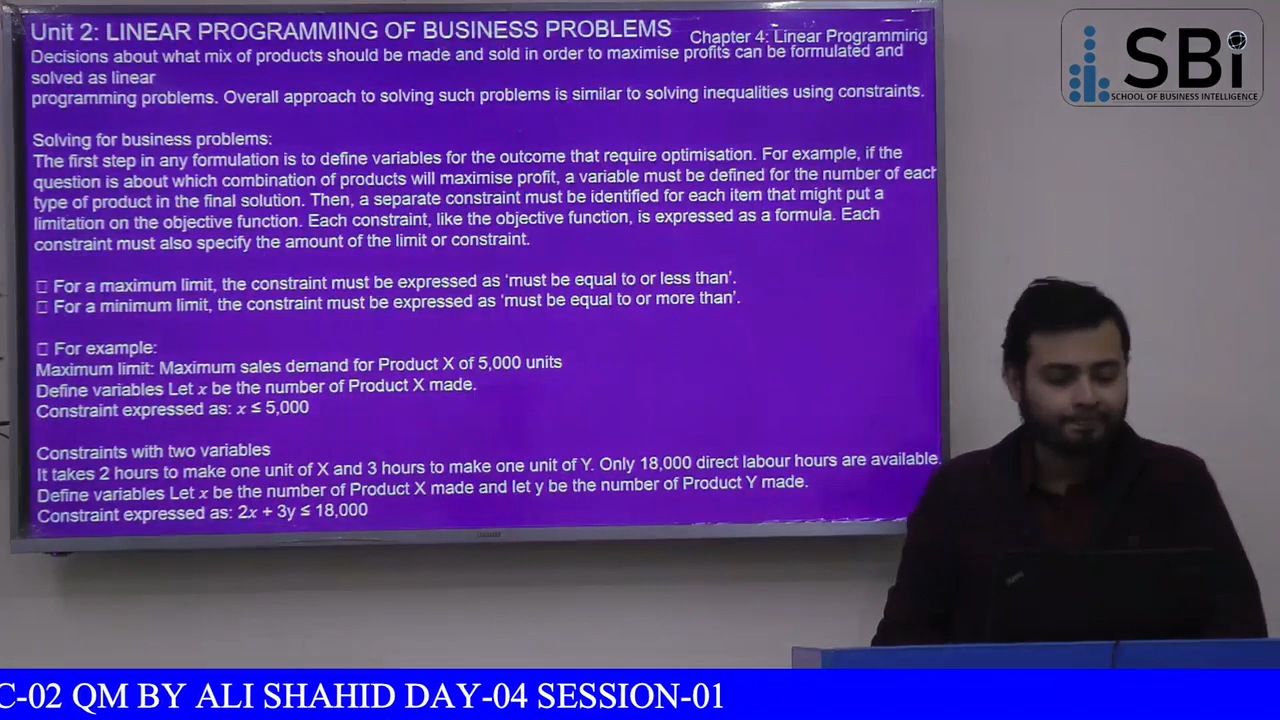 Unit 2: LINEAR PROGRAMMING OF BUSINESS PROBLEMS
Chapter 4: Linear Programming
Decisions about what mix of products should be made and sold in order to maximise profits can be formulated and
solved as linear
programming problems. Overall approach to solving such problems is similar to solving inequalities using constraints.
Solving for business problems:
The first step in any formulation is to define variables for the outcome that require optimisation. For example, if the
question is about which combination of products will maximise profit, a variable must be defined for the number of each
type of product in the final solution. Then, a separate constraint must be identified for each item that might put a
limitation on the objective function. Each constraint, like the objective function, is expressed as a formula. Each
constraint must also specify the amount of the limit or constraint.
□ For a maximum limit, the constraint must be expressed as ‘must be equal to or less than’.
□ For a minimum limit, the constraint must be expressed as ‘must be equal to or more than’.
□ For example:
Maximum limit: Maximum sales demand for Product X of 5,000 units
Define variables Let x be the number of Product X made.
Constraint expressed as: x ≤ 5,000
Constraints with two variables
It takes 2 hours to make one unit of X and 3 hours to make one unit of Y. Only 18,000 direct labour hours are available.
Define variables Let x be the number of Product X made and let y be the number of Product Y made.
Constraint expressed as: 2x + 3y ≤ 18,000
SBi
SCHOOL OF BUSINESS INTELLIGENCE
C-02 QM BY ALI SHAHID DAY-04 SESSION-01